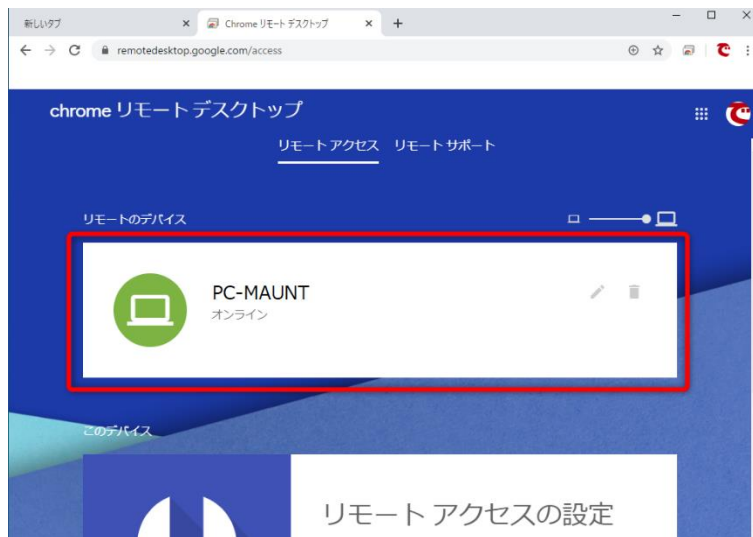 新しいタブ
Chrome リモート デスクトップ
remotedesktop.google.com/access
chrome リモート デスクトップ
リモート アクセス リモート サポート
リモートのデバイス
PC-MAUNT
オンライン
このデバイス
リモート アクセスの設定